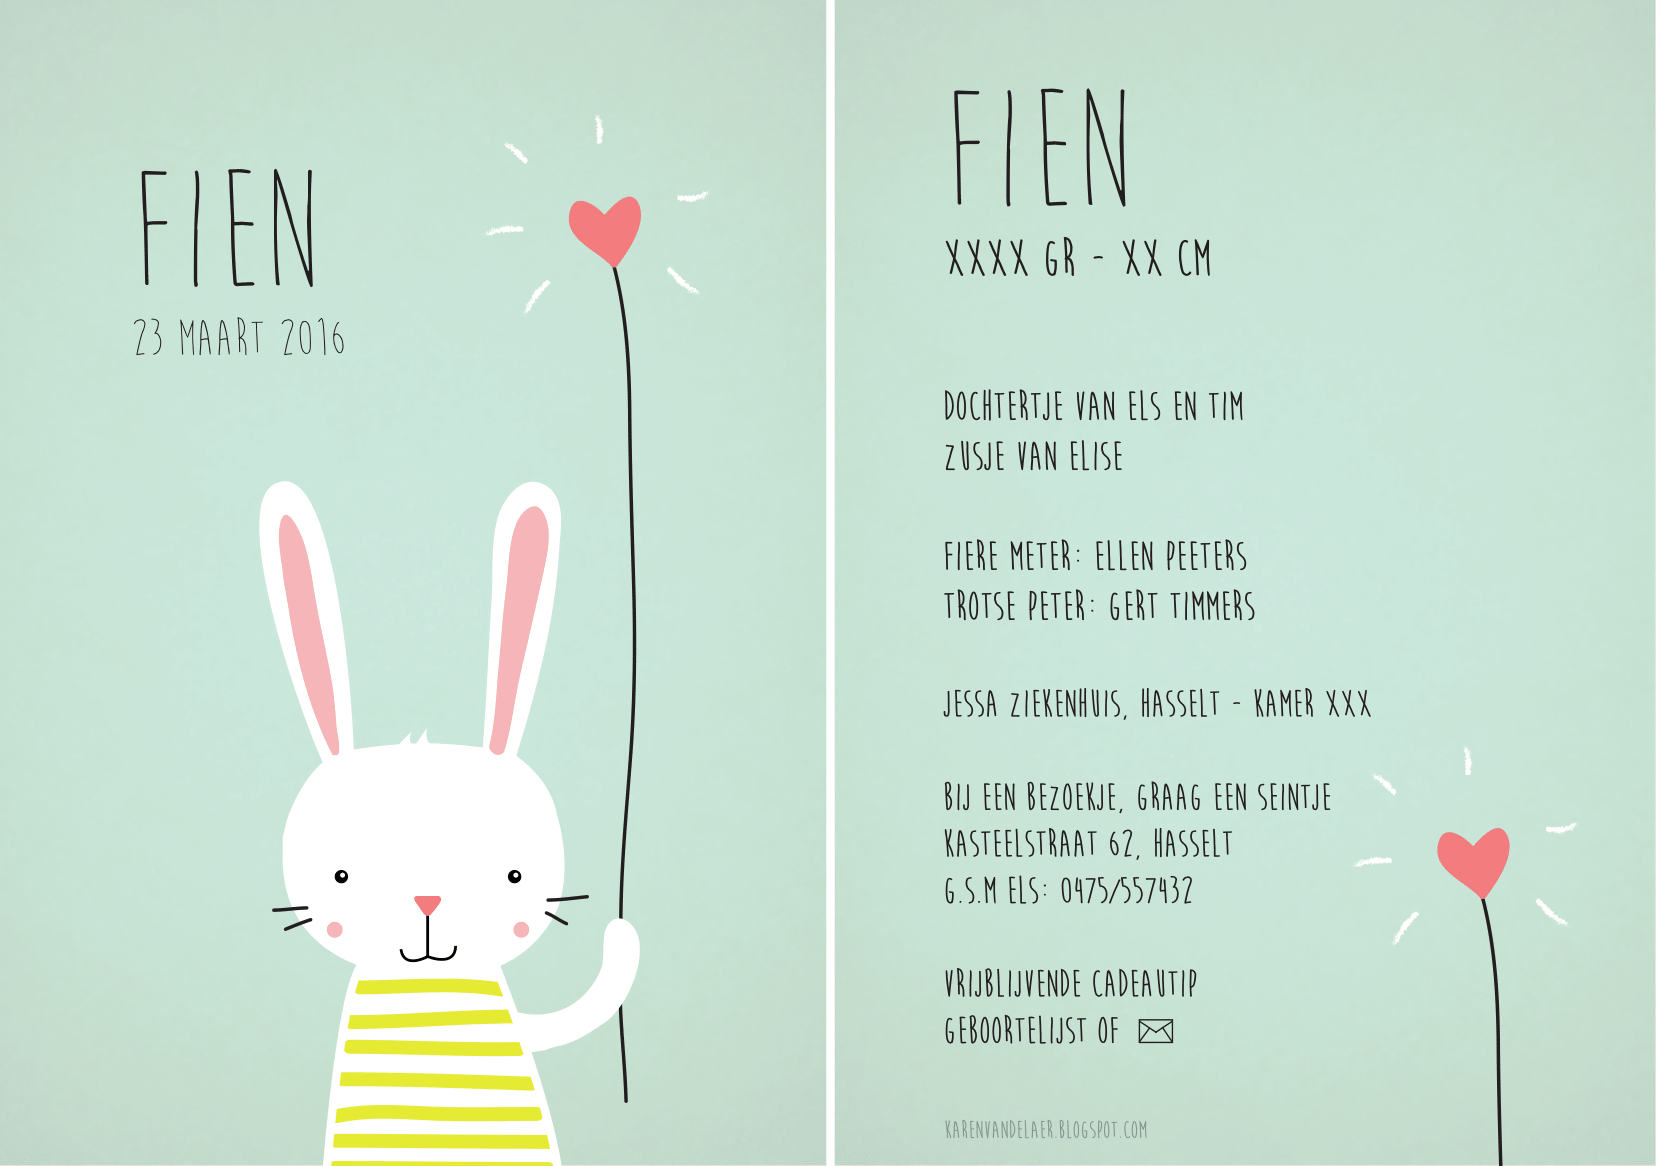 FIEN
23 MAART 2016
FIEN
XXXX GR - XX CM
DOCHTERTJE VAN ELS EN TIM
ZUSJE VAN ELISE
FIERE METER: ELLEN PEETERS
TROTSE PETER: GERT TIMMERS
JESSA ZIEKENHUIS, HASSELT - KAMER XXX
BIJ EEN BEZOEKJE, GRAAG EEN SEINTJE
KASTEELSTRAAT 62, HASSELT
G.S.M ELS: 0475/557432
VRIJBLIJVENDE CADEAUTIP
GEBOORTELIJST OF
KARENVANDELAER.BLOGSPOT.COM